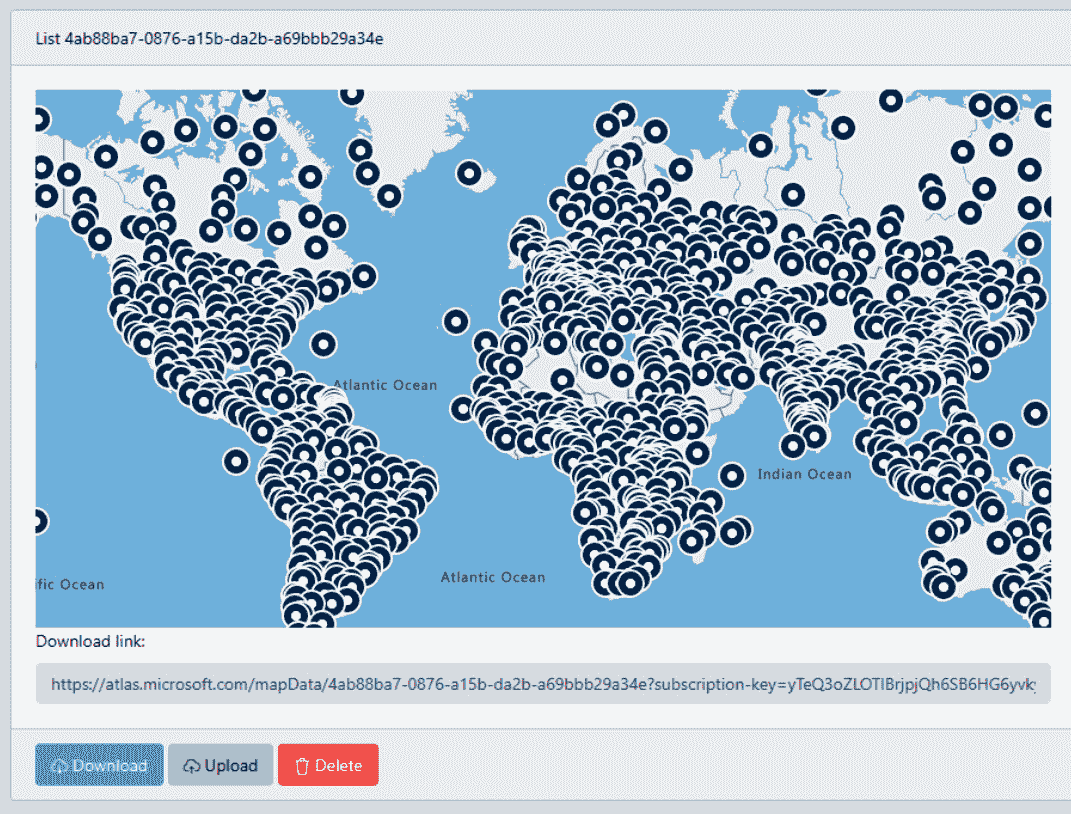 List 4ab88ba7-0876-a15b-da2b-a69bbb29a34e
Atlantic Ocean
Indian Ocean
Atlantic Ocean
ific Ocean
Download link:
https://atlas.microsoft.com/mapData/4ab88ba7-0876-a15b-da2b-a69bbb29a34e?subscription-key=yTeQ3oZLOTIBrjpjQh6SB6HG6yvk
Download Upload Delete